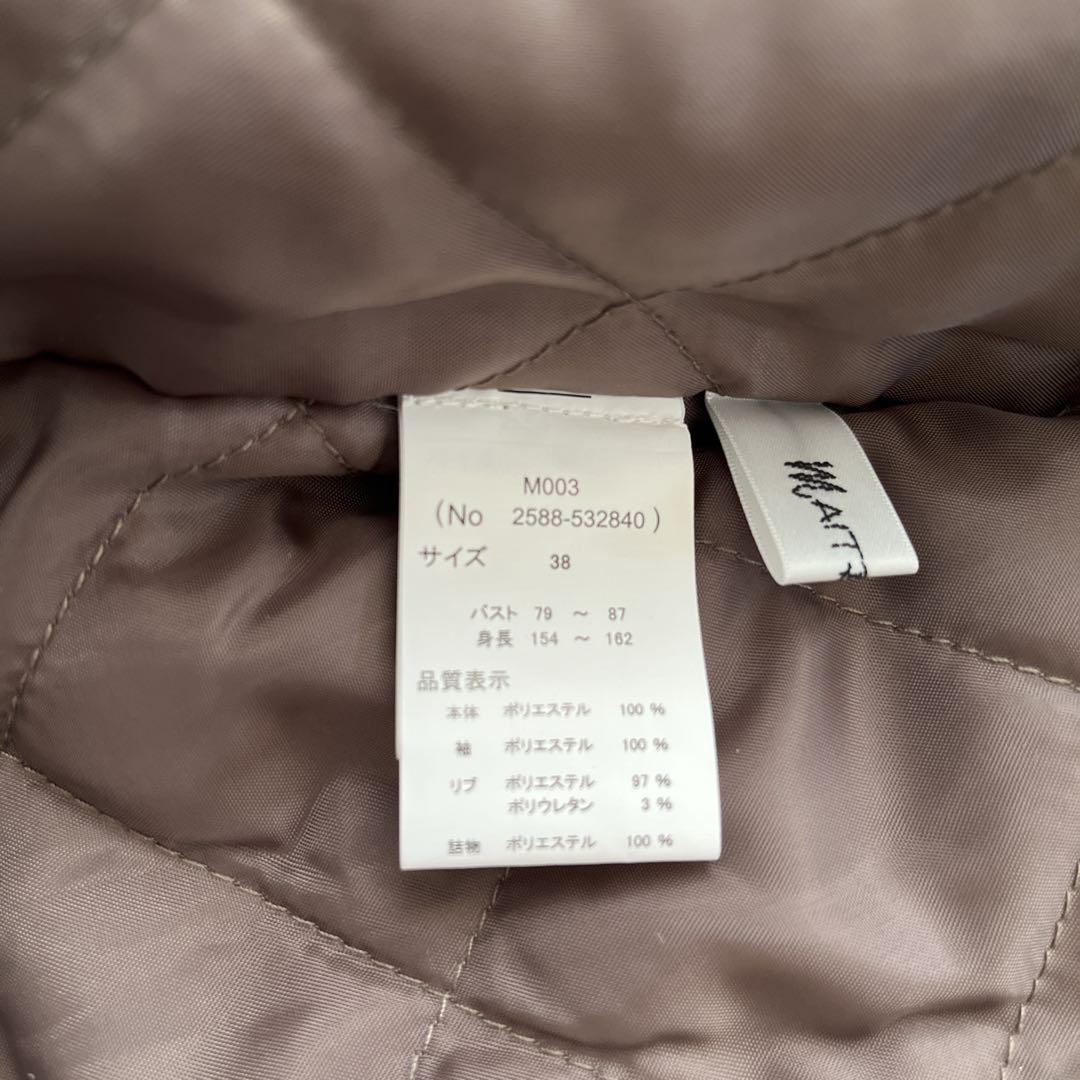 M003
(No 2588-532840)
サイズ 38
バスト 79 ～ 87
身長 154 ～ 162
品質表示
本体 ポリエステル 100 %
袖 ポリエステル 100 %
リブ ポリエステル 97 %
ポリウレタン 3 %
詰物 ポリエステル 100 %